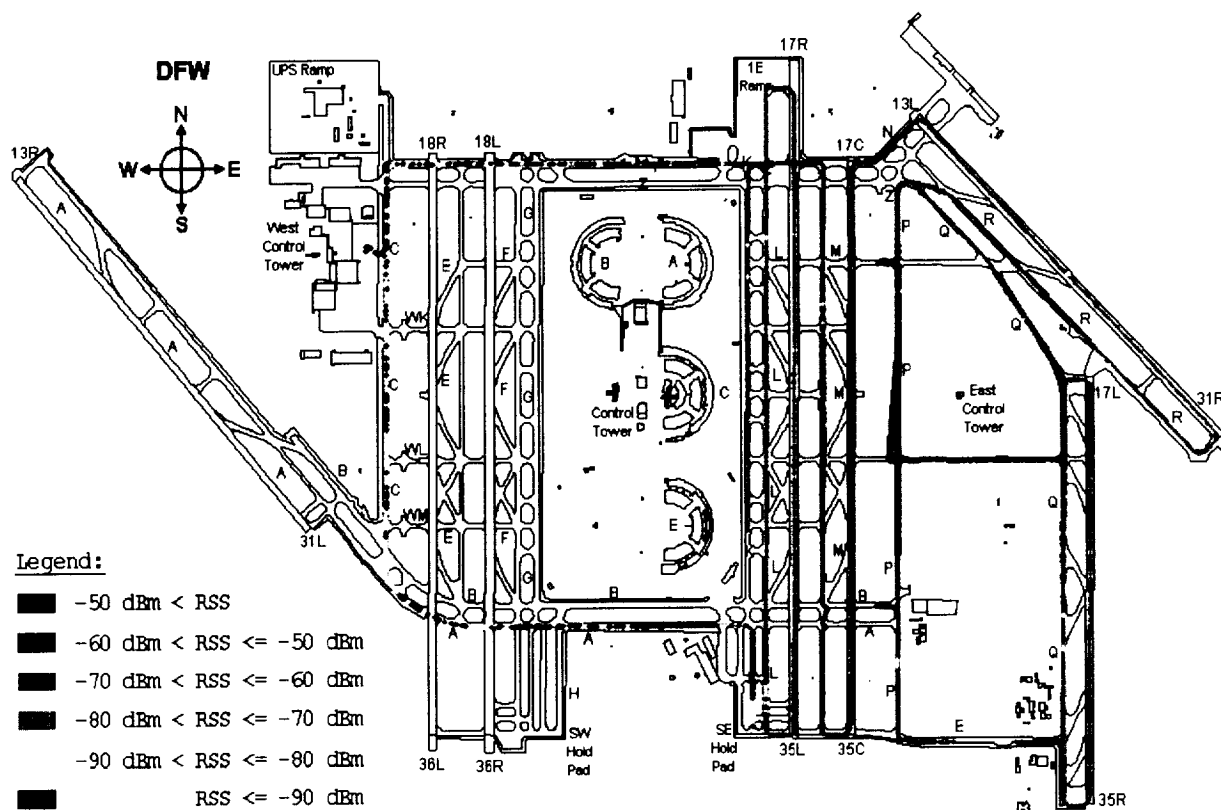 17R
DFW
UPS Ramp
1E
Ramp
13L
N
N
18R
18L
17C
K
13R
W
E
Z
Z
S
A
G
P
Q
R
West
Control
Tower
C
F
B
A
L
M
E
WK
Q
R
A
C
E
F
G
Control
Tower
C
L
M
P
East
Control
Tower
17L
31R
R
WL
A
B
C
Q
WM
E
F
E
L
M
31L
P
G
B
B
B
A
A
A
Q
Legend:
-50 dBm < RSS
-60 dBm < RSS <= -50 dBm
-70 dBm < RSS <= -60 dBm
-80 dBm < RSS <= -70 dBm
-90 dBm < RSS <= -80 dBm
RSS <= -90 dBm
H
L
P
SW
Hold
Pad
SE
Hold
Pad
E
36L
36R
35L
35C
35R